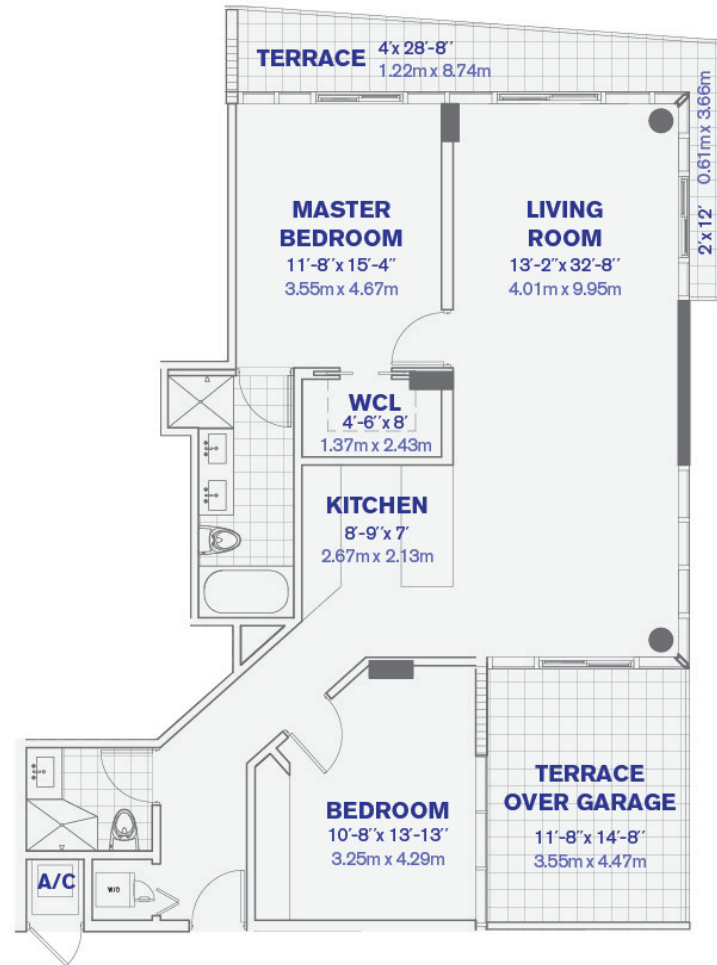 TERRACE 4'x 28'-8''
1.22m x 8.74m
2'x 12' 0.61m x 3.66m
MASTER
BEDROOM
11'-8''x 15'-4''
3.55m x 4.67m
LIVING
ROOM
13'-2''x 32'-8''
4.01m x 9.95m
WCL
4'-6''x 8'
1.37m x 2.43m
KITCHEN
8'-9''x 7'
2.67m x 2.13m
BEDROOM
10'-8''x 13'-13''
3.25m x 4.29m
TERRACE
OVER GARAGE
11'-8''x 14'-8''
3.55m x 4.47m
A/C
W/D